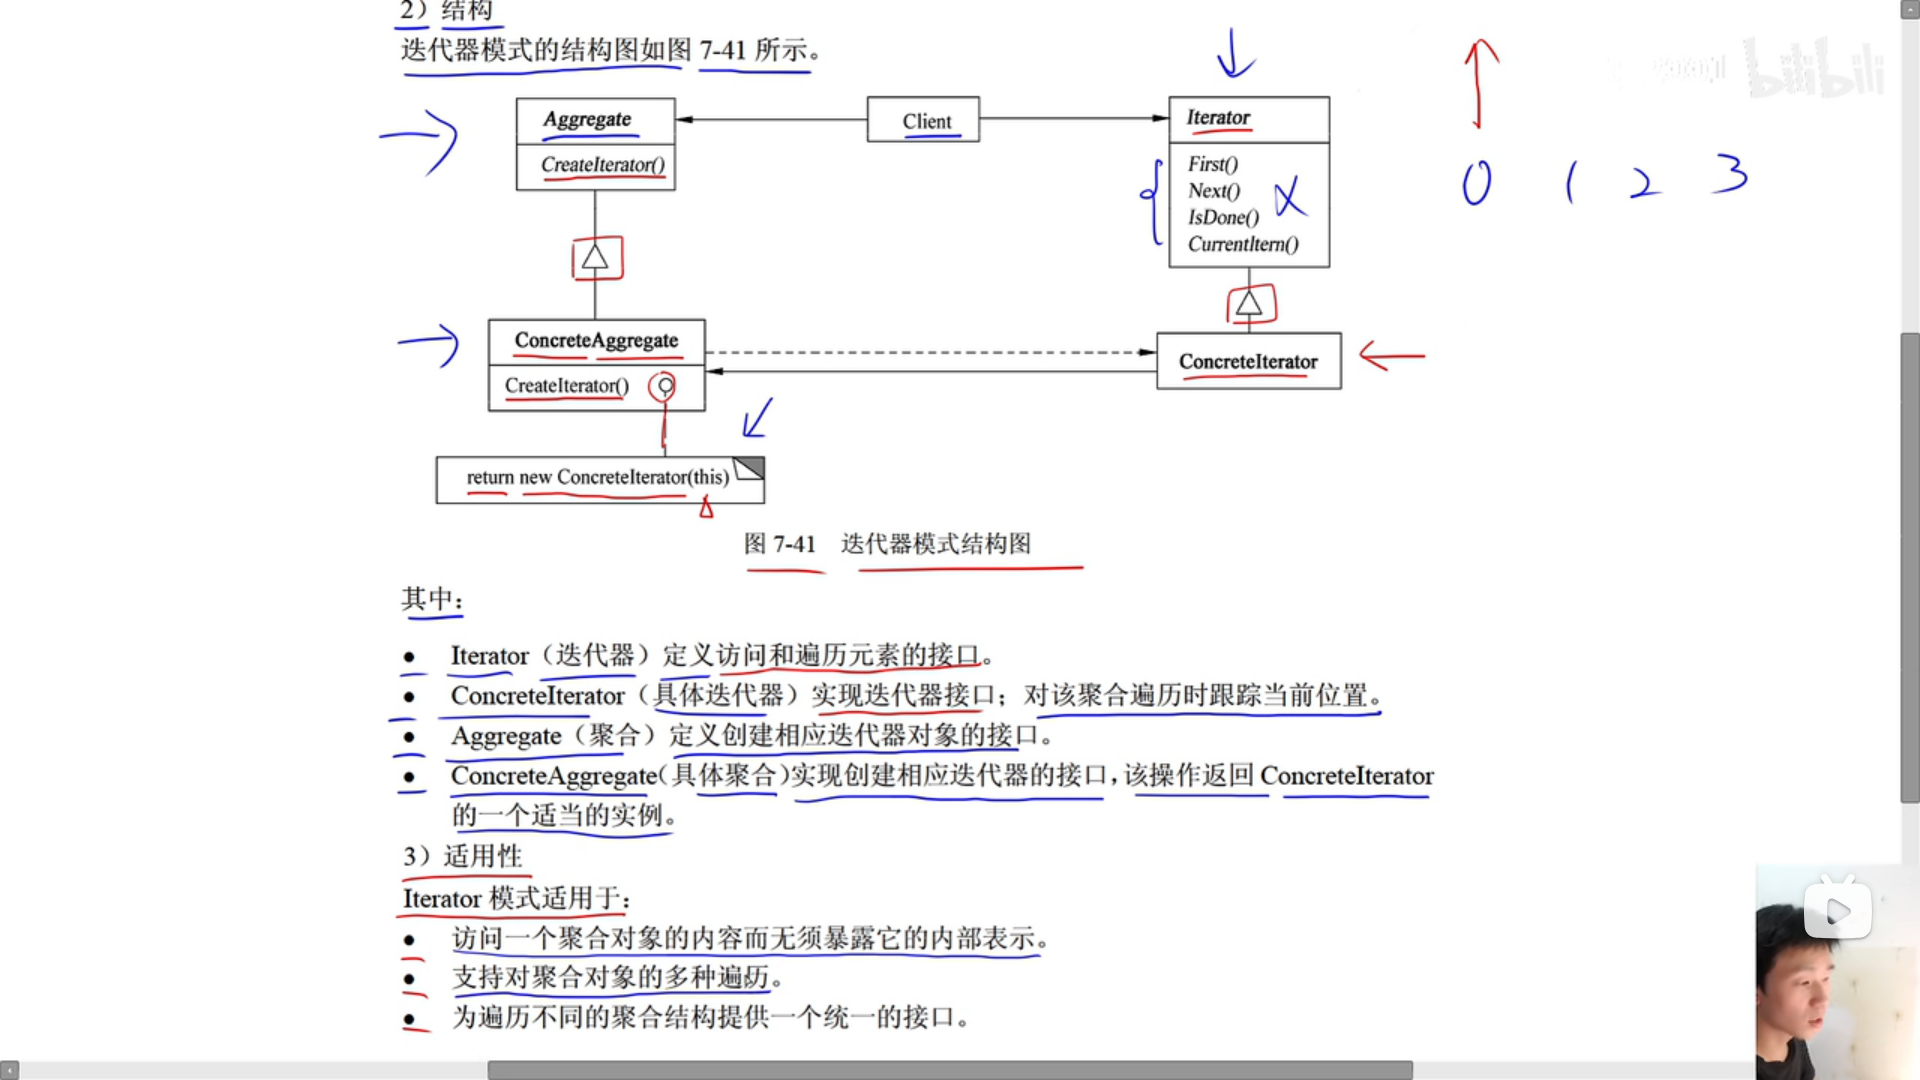 2）结构
迭代器模式的结构图如图 7-41 所示。
Aggregate
CreateIterator()
Client
Iterator
First()
Next()
IsDone()
CurrentItern()
0 1 2 3
ConcreteAggregate
CreateIterator()
ConcreteIterator
return new ConcreteIterator(this)
图 7-41 迭代器模式结构图
其中：
● Iterator（迭代器）定义访问和遍历元素的接口。
● ConcreteIterator（具体迭代器）实现迭代器接口；对该聚合遍历时跟踪当前位置。
● Aggregate（聚合）定义创建相应迭代器对象的接口。
● ConcreteAggregate（具体聚合）实现创建相应迭代器的接口，该操作返回 ConcreteIterator
的一个适当的实例。
3）适用性
Iterator 模式适用于：
● 访问一个聚合对象的内容而无须暴露它的内部表示。
● 支持对聚合对象的多种遍历。
● 为遍历不同的聚合结构提供一个统一的接口。
bilibili